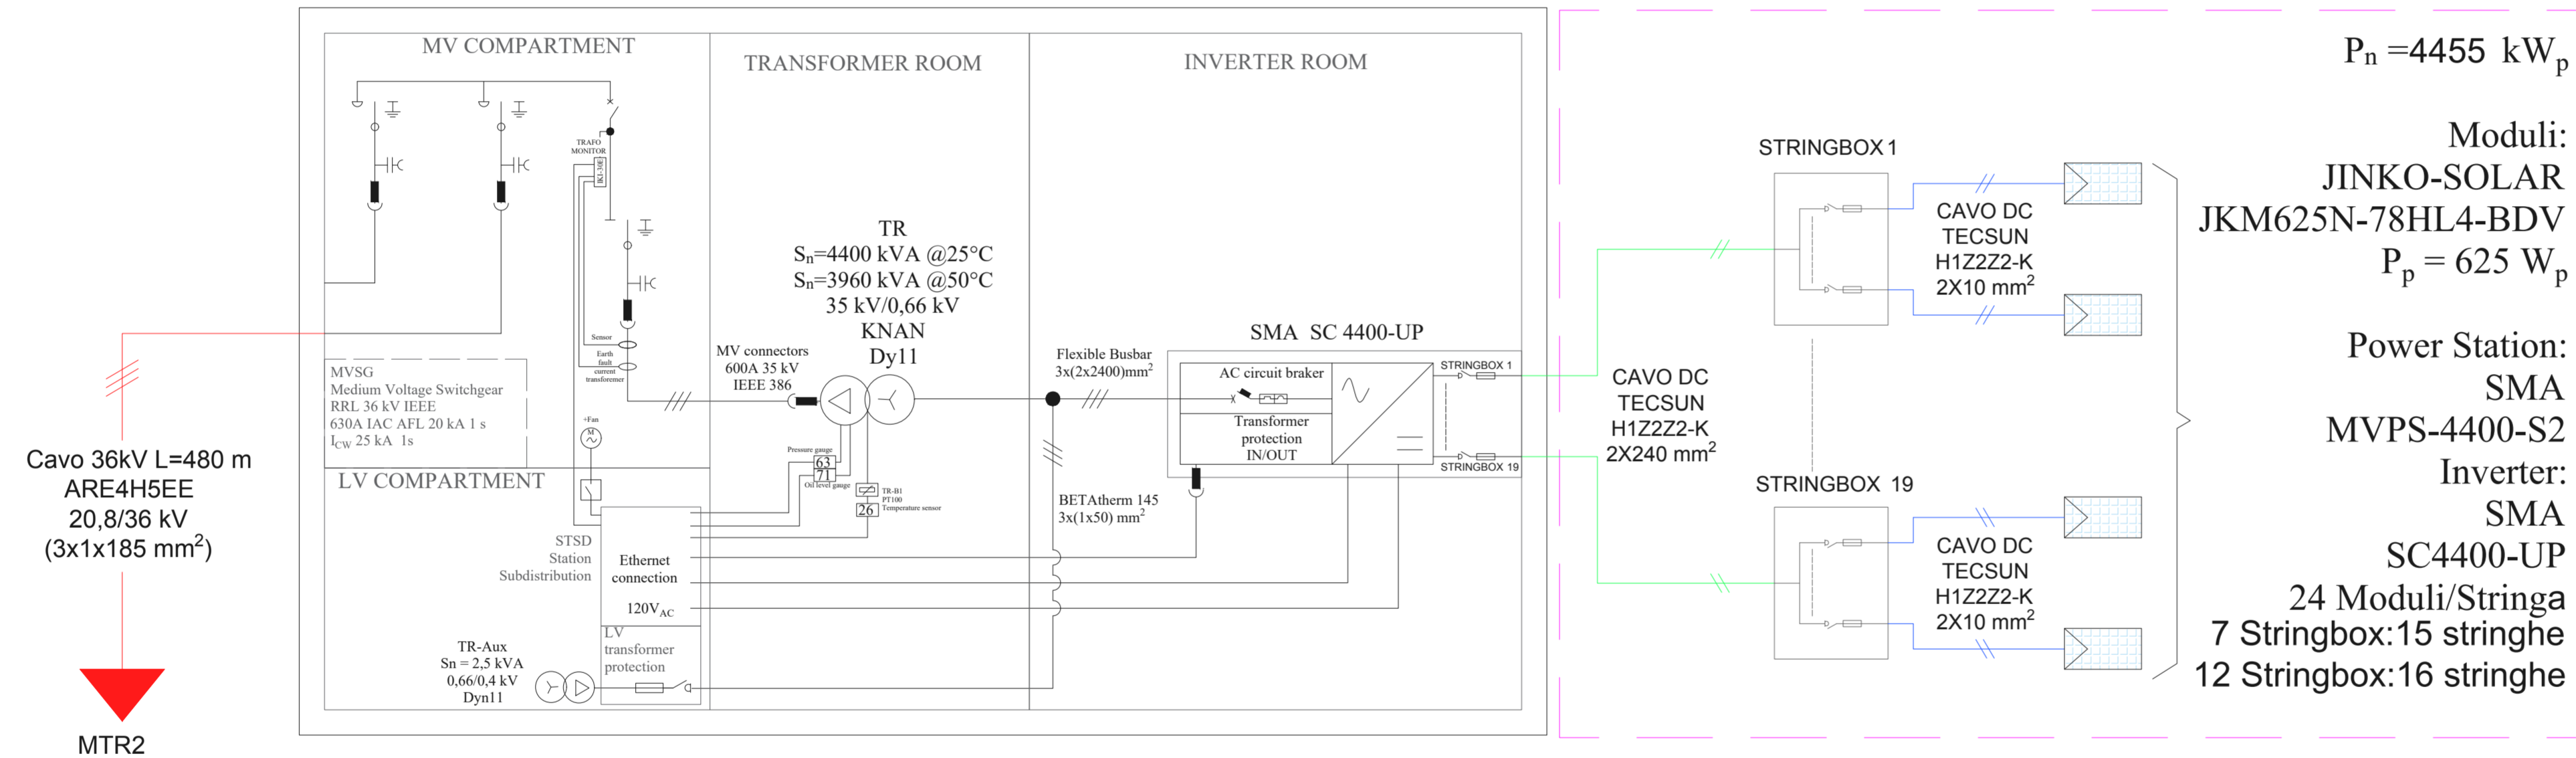 MV COMPARTMENT
TRAFO
MONITOR
IKI-30E
Sensor
Earth
fault
current
transforemer
MVSG
Medium Voltage Switchgear
RRL 36 kV IEEE
630A IAC AFL 20 kA 1 s
I_CW 25 kA 1s
+Fan
M
LV COMPARTMENT
STSD
Station
Subdistribution
Ethernet
connection
120V_AC
LV
transformer
protection
TR-Aux
Sn = 2,5 kVA
0,66/0,4 kV
Dyn11
Cavo 36kV L=480 m
ARE4H5EE
20,8/36 kV
(3x1x185 mm²)
MTR2
TRANSFORMER ROOM
TR
Sₙ=4400 kVA @25°C
Sₙ=3960 kVA @50°C
35 kV/0,66 kV
KNAN
Dy11
MV connectors
600A 35 kV
IEEE 386
Pressure gauge
63
71
Oil level gauge
TR-B1
PT100
Temperature sensor
26
INVERTER ROOM
SMA SC 4400-UP
Flexible Busbar
3x(2x2400)mm²
AC circuit braker
Transformer
protection
IN/OUT
STRINGBOX 1
STRINGBOX 19
BETAtherm 145
3x(1x50) mm²
CAVO DC
TECSUN
H1Z2Z2-K
2X240 mm²
STRINGBOX 1
CAVO DC
TECSUN
H1Z2Z2-K
2X10 mm²
STRINGBOX 19
CAVO DC
TECSUN
H1Z2Z2-K
2X10 mm²
Pₙ =4455 kWₚ
Moduli:
JINKO-SOLAR
JKM625N-78HL4-BDV
Pₚ = 625 Wₚ
Power Station:
SMA
MVPS-4400-S2
Inverter:
SMA
SC4400-UP
24 Moduli/Stringa
7 Stringbox:15 stringhe
12 Stringbox:16 stringhe